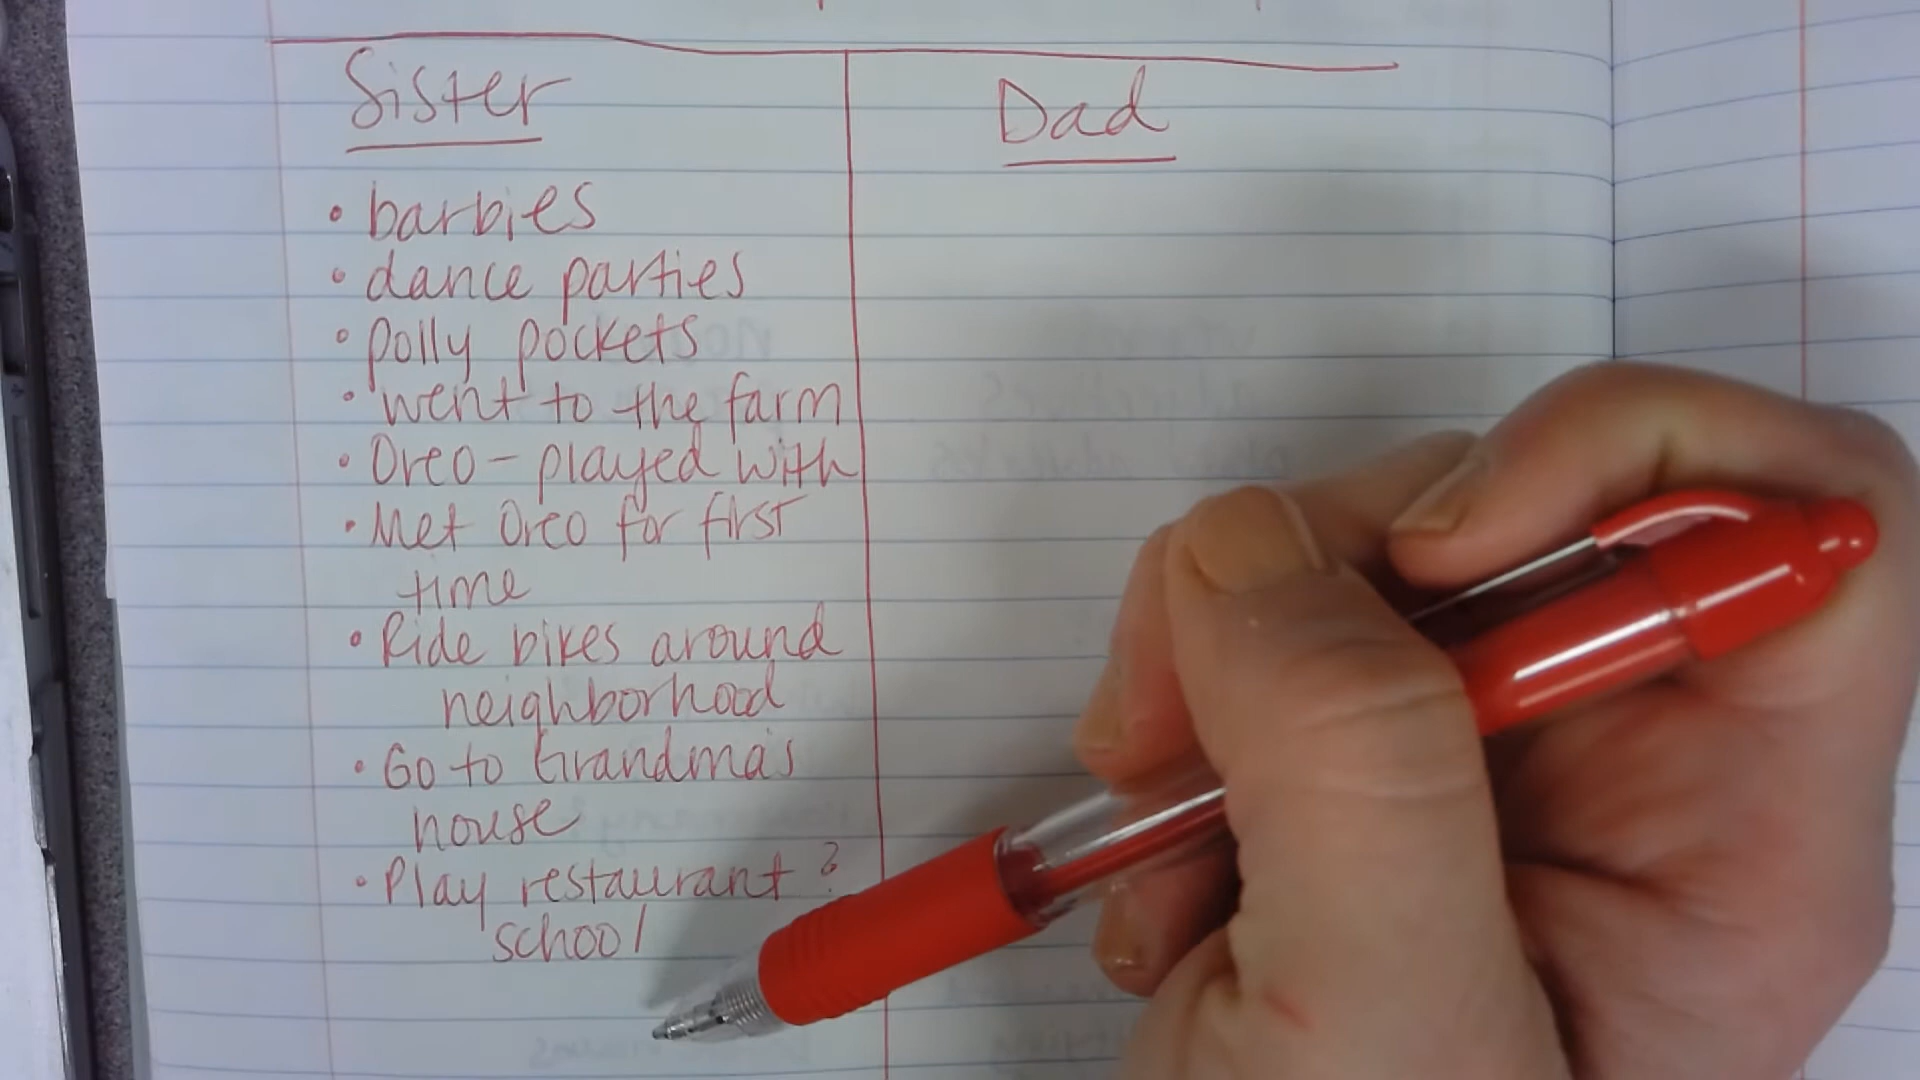 Sister
Dad
• barbies
• dance parties
• polly pockets
• went to the farm
• Oreo - played with
• Met Oreo for first
time
• Ride bikes around
neighborhood
• Go to Grandma's
house
• Play restaurant &
school